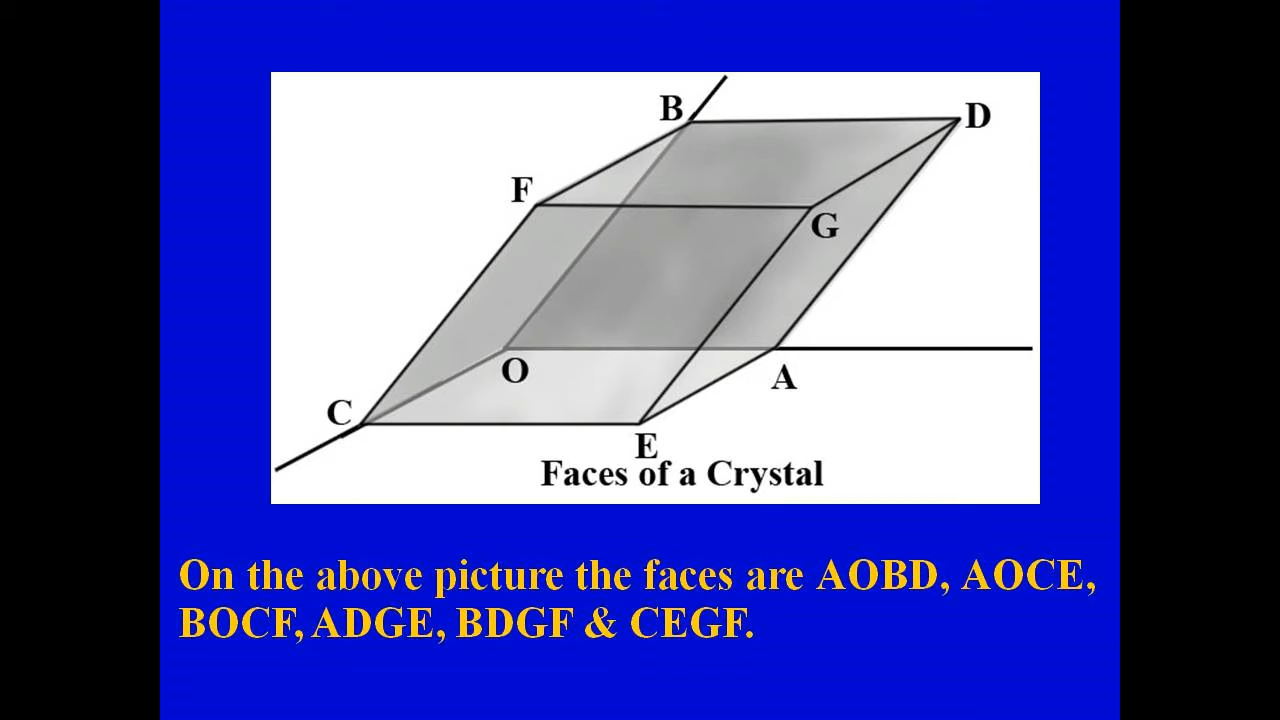 B
D
F
G
O
A
C
E
Faces of a Crystal
On the above picture the faces are AOBD, AOCE,
BOCF, ADGE, BDGF & CEGF.